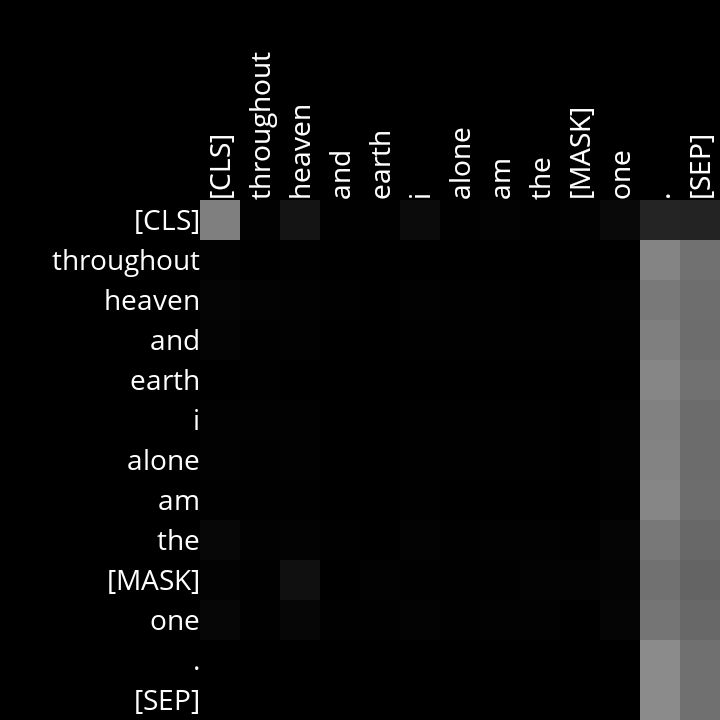 [CLS] throughout heaven and earth i alone am the [MASK] one . [SEP]
[CLS]
throughout
heaven
and
earth
i
alone
am
the
[MASK]
one
.
[SEP]